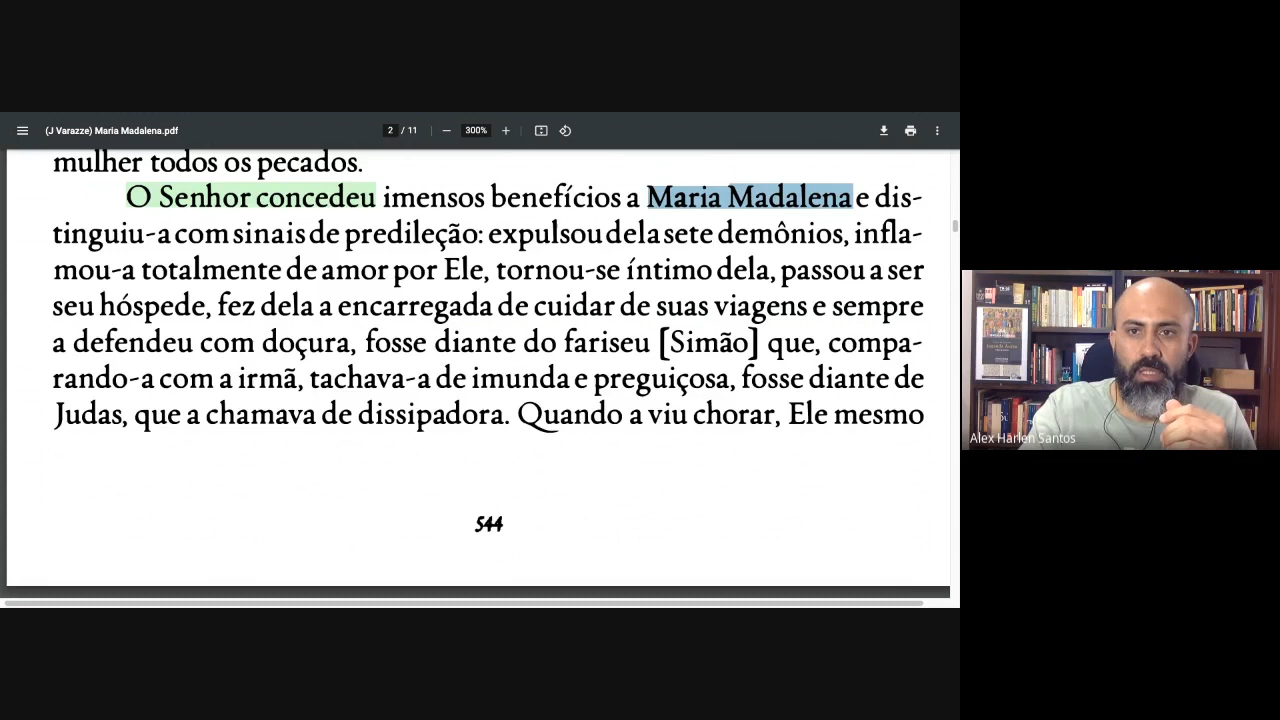 (J Varazze) Maria Madalena.pdf
2 / 11
300%
mulher todos os pecados.
O Senhor concedeu imensos benefícios a Maria Madalena e dis-
tinguiu-a com sinais de predileção: expulsou dela sete demônios, infla-
mou-a totalmente de amor por Ele, tornou-se íntimo dela, passou a ser
seu hóspede, fez dela a encarregada de cuidar de suas viagens e sempre
a defendeu com doçura, fosse diante do fariseu [Simão] que, compa-
rando-a com a irmã, tachava-a de imunda e preguiçosa, fosse diante de
Judas, que a chamava de dissipadora. Quando a viu chorar, Ele mesmo
544
Alex Harlen Santos